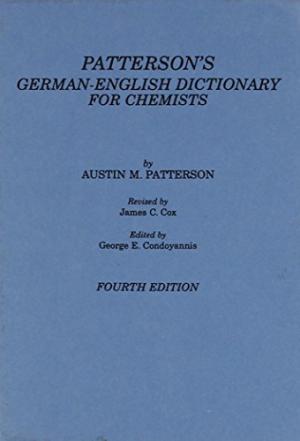 PATTERSON'S
GERMAN-ENGLISH DICTIONARY
FOR CHEMISTS
by
AUSTIN M. PATTERSON
Revised by
James C. Cox
Edited by
George E. Condoyannis
FOURTH EDITION